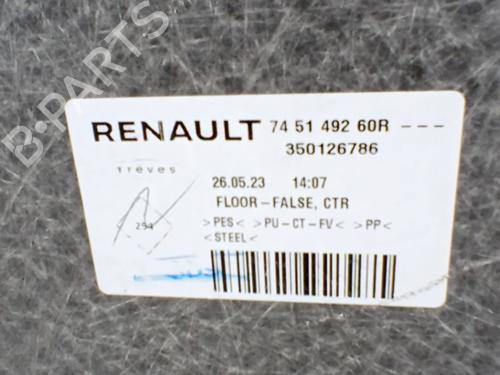 B-PARTS
RENAULT 74 51 492 60R ---
350126786
Treves
26.05.23 14:07
FLOOR-FALSE, CTR
294
>PES< >PU-CT-FV< >PP<
<STEEL<